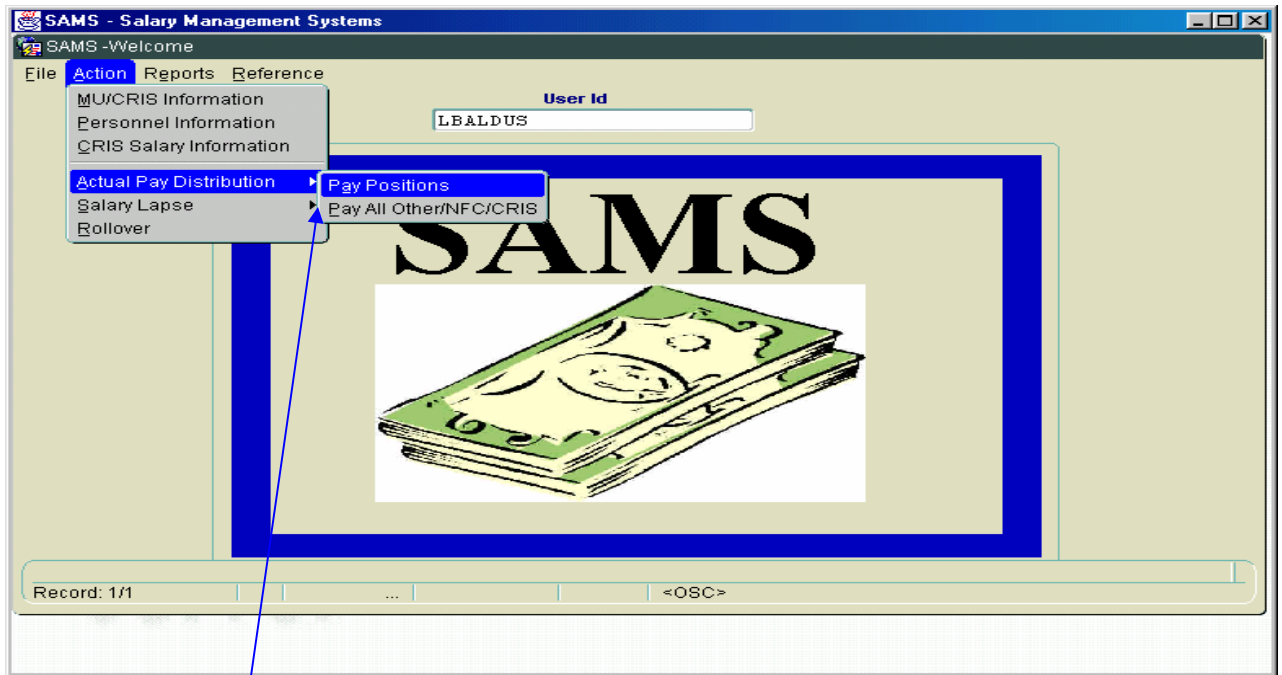 SAMS - Salary Management Systems
SAMS -Welcome
File Action Reports Reference
MU/CRIS Information
Personnel Information
CRIS Salary Information
Actual Pay Distribution
Salary Lapse
Rollover
Pay Positions
Pay All Other/NFC/CRIS
User Id
LBALDUS
SAMS
Record: 1/1 ... <OSC>